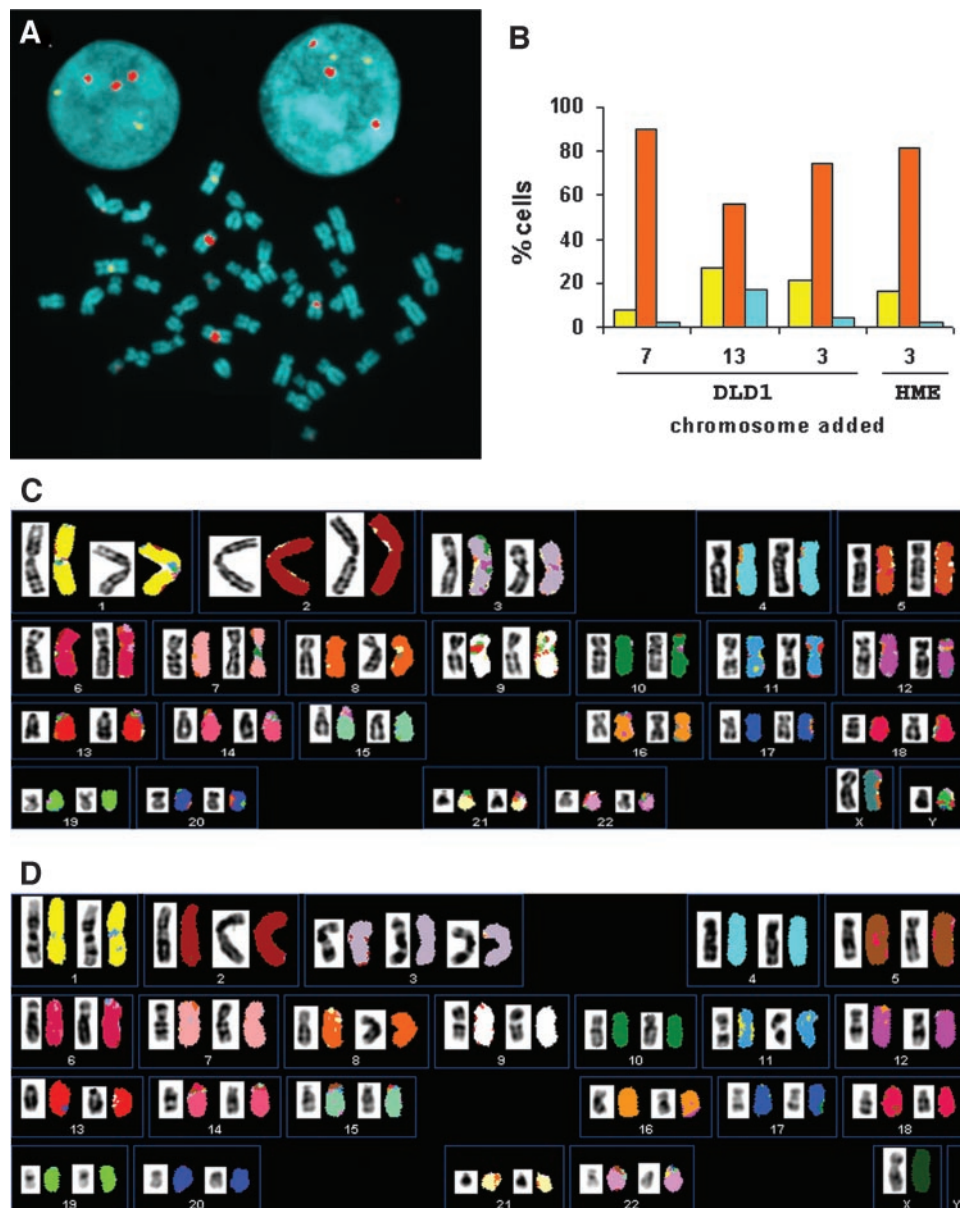 A
B
100
80
60
40
20
0
% cells
7 13 3 3
DLD1 HME
chromosome added
C
1 2 3 4 5
6 7 8 9 10 11 12
13 14 15 16 17 18
19 20 21 22 X Y
D
1 2 3 4 5
6 7 8 9 10 11 12
13 14 15 16 17 18
19 20 21 22 X Y